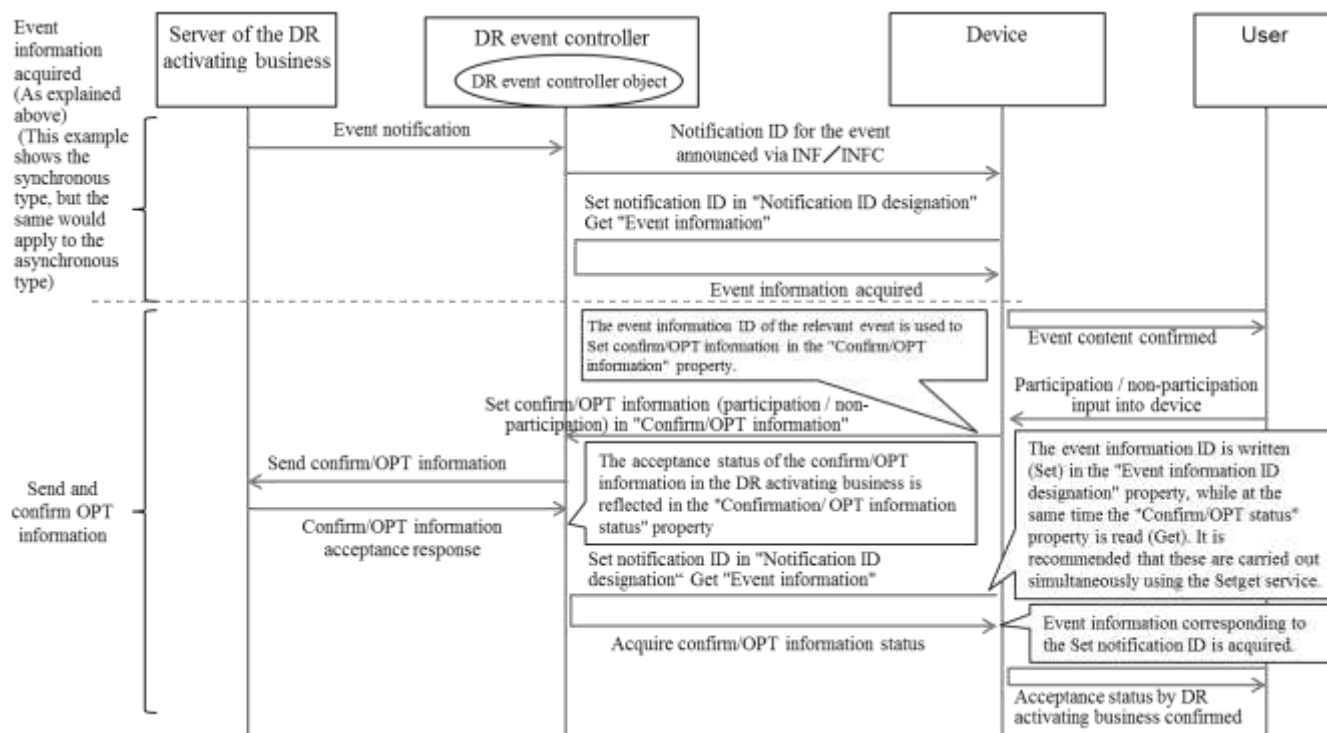 Event
information
acquired
(As explained
above)
(This example
shows the
synchronous
type, but the
same would
apply to the
asynchronous
type)
Server of the DR
activating business
DR event controller
DR event controller object
Device
User
Event notification
Notification ID for the event
announced via INF／INFC
Set notification ID in "Notification ID designation"
Get "Event information"
Event information acquired
The event information ID of the relevant event is used to
Set confirm/OPT information in the "Confirm/OPT
information" property.
Event content confirmed
Participation / non-participation
input into device
Set confirm/OPT information (participation / non-
participation) in "Confirm/OPT information"
Send and
confirm OPT
information
Send confirm/OPT information
The acceptance status of the confirm/OPT
information in the DR activating business is
reflected in the "Confirmation/ OPT information
status" property
The event information ID is written
(Set) in the "Event information ID
designation" property, while at the
same time the "Confirm/OPT status"
property is read (Get). It is
recommended that these are carried out
simultaneously using the Setget service.
Confirm/OPT information
acceptance response
Set notification ID in "Notification ID
designation“ Get "Event information"
Acquire confirm/OPT information status
Event information corresponding to
the Set notification ID is acquired.
Acceptance status by DR
activating business confirmed